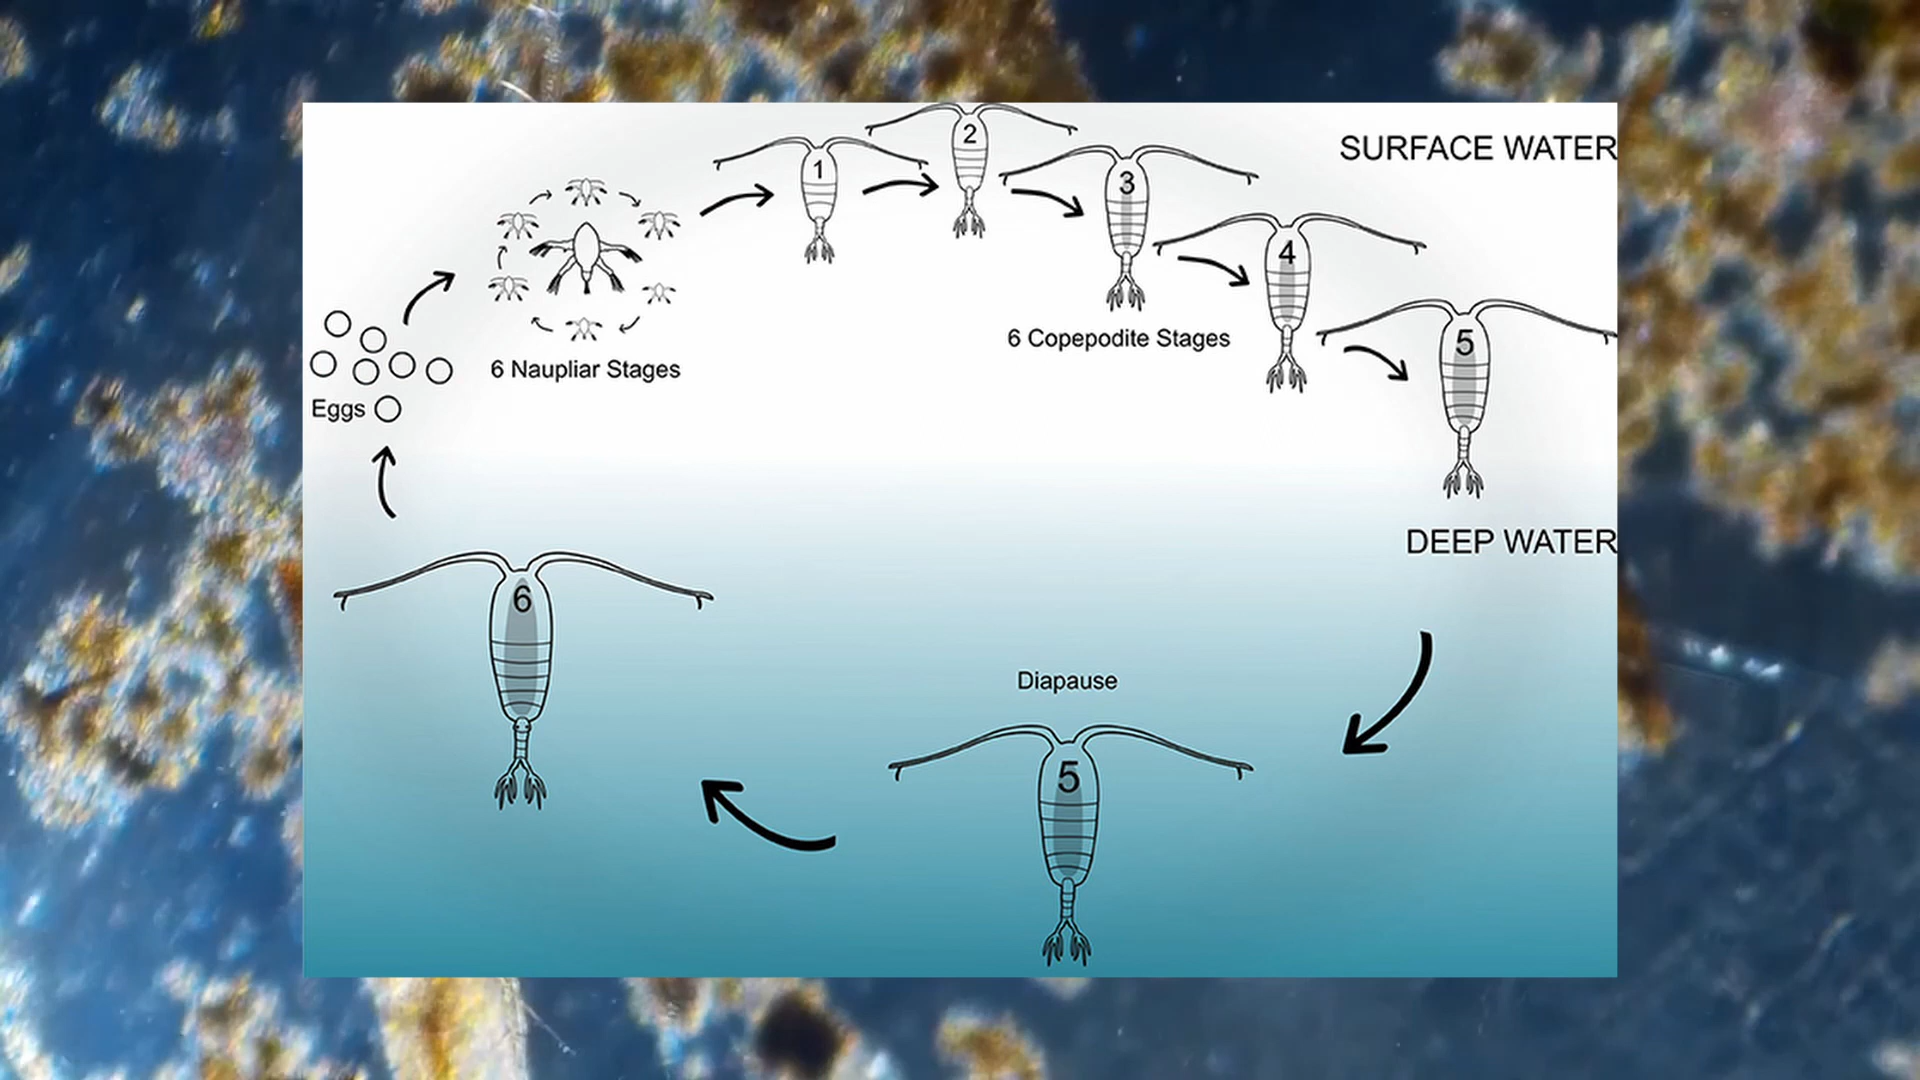 SURFACE WATER
1
2
3
4
5
6 Copepodite Stages
6 Naupliar Stages
Eggs
DEEP WATER
6
Diapause
5